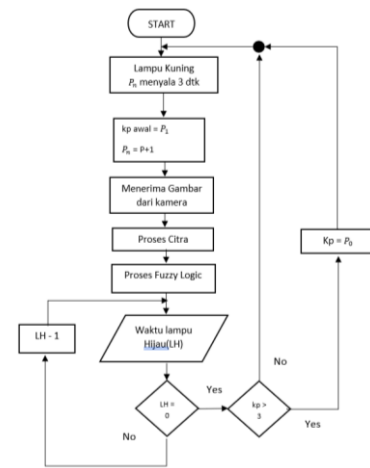 START
Lampu Kuning
Pₙ menyala 3 dtk
kp awal = P₁
Pₙ = P+1
Menerima Gambar
dari kamera
Proses Citra
Kp = P₀
Proses Fuzzy Logic
LH - 1
Waktu lampu
Hijau(LH)
No
Yes
LH =
0
kp >
3
No
Yes